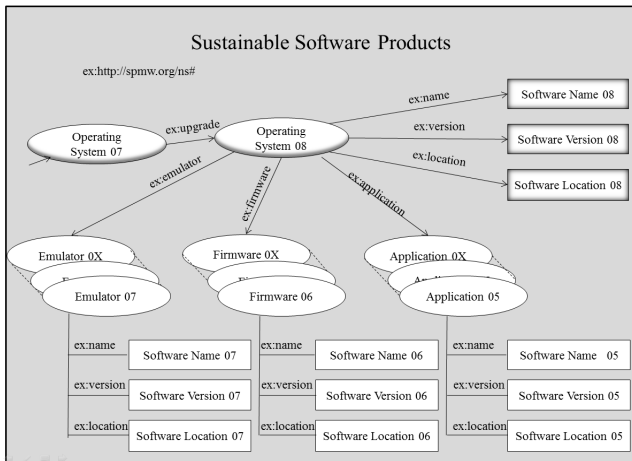 Sustainable Software Products
ex:http://spmw.org/ns#
ex:name
Software Name 08
ex:upgrade
Operating
System 07
Operating
System 08
ex:version
Software Version 08
ex:location
Software Location 08
ex:emulator
ex:firmware
ex:application
Emulator 0X
Firmware 0X
Application 0X
Emulator 07
Firmware 06
Application 05
ex:name
Software Name 07
ex:name
Software Name 06
ex:name
Software Name 05
ex:version
Software Version 07
ex:version
Software Version 06
ex:version
Software Version 05
ex:location
Software Location 07
ex:location
Software Location 06
ex:location
Software Location 05